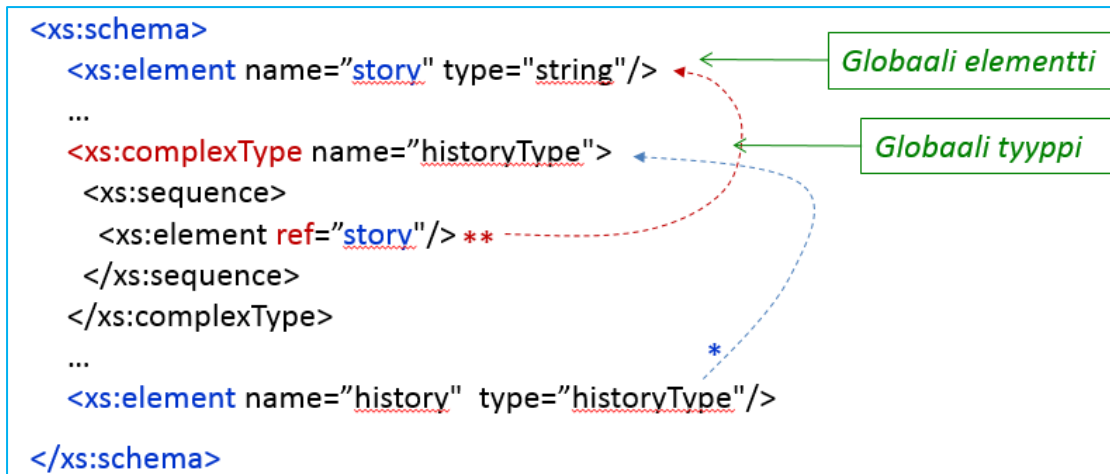 <xs:schema>
<xs:element name=”story" type="string"/>
Globaali elementti
...
<xs:complexType name=”historyType">
Globaali tyyppi
<xs:sequence>
<xs:element ref=”story"/> **
</xs:sequence>
</xs:complexType>
...
*
<xs:element name=”history" type=”historyType"/>
</xs:schema>